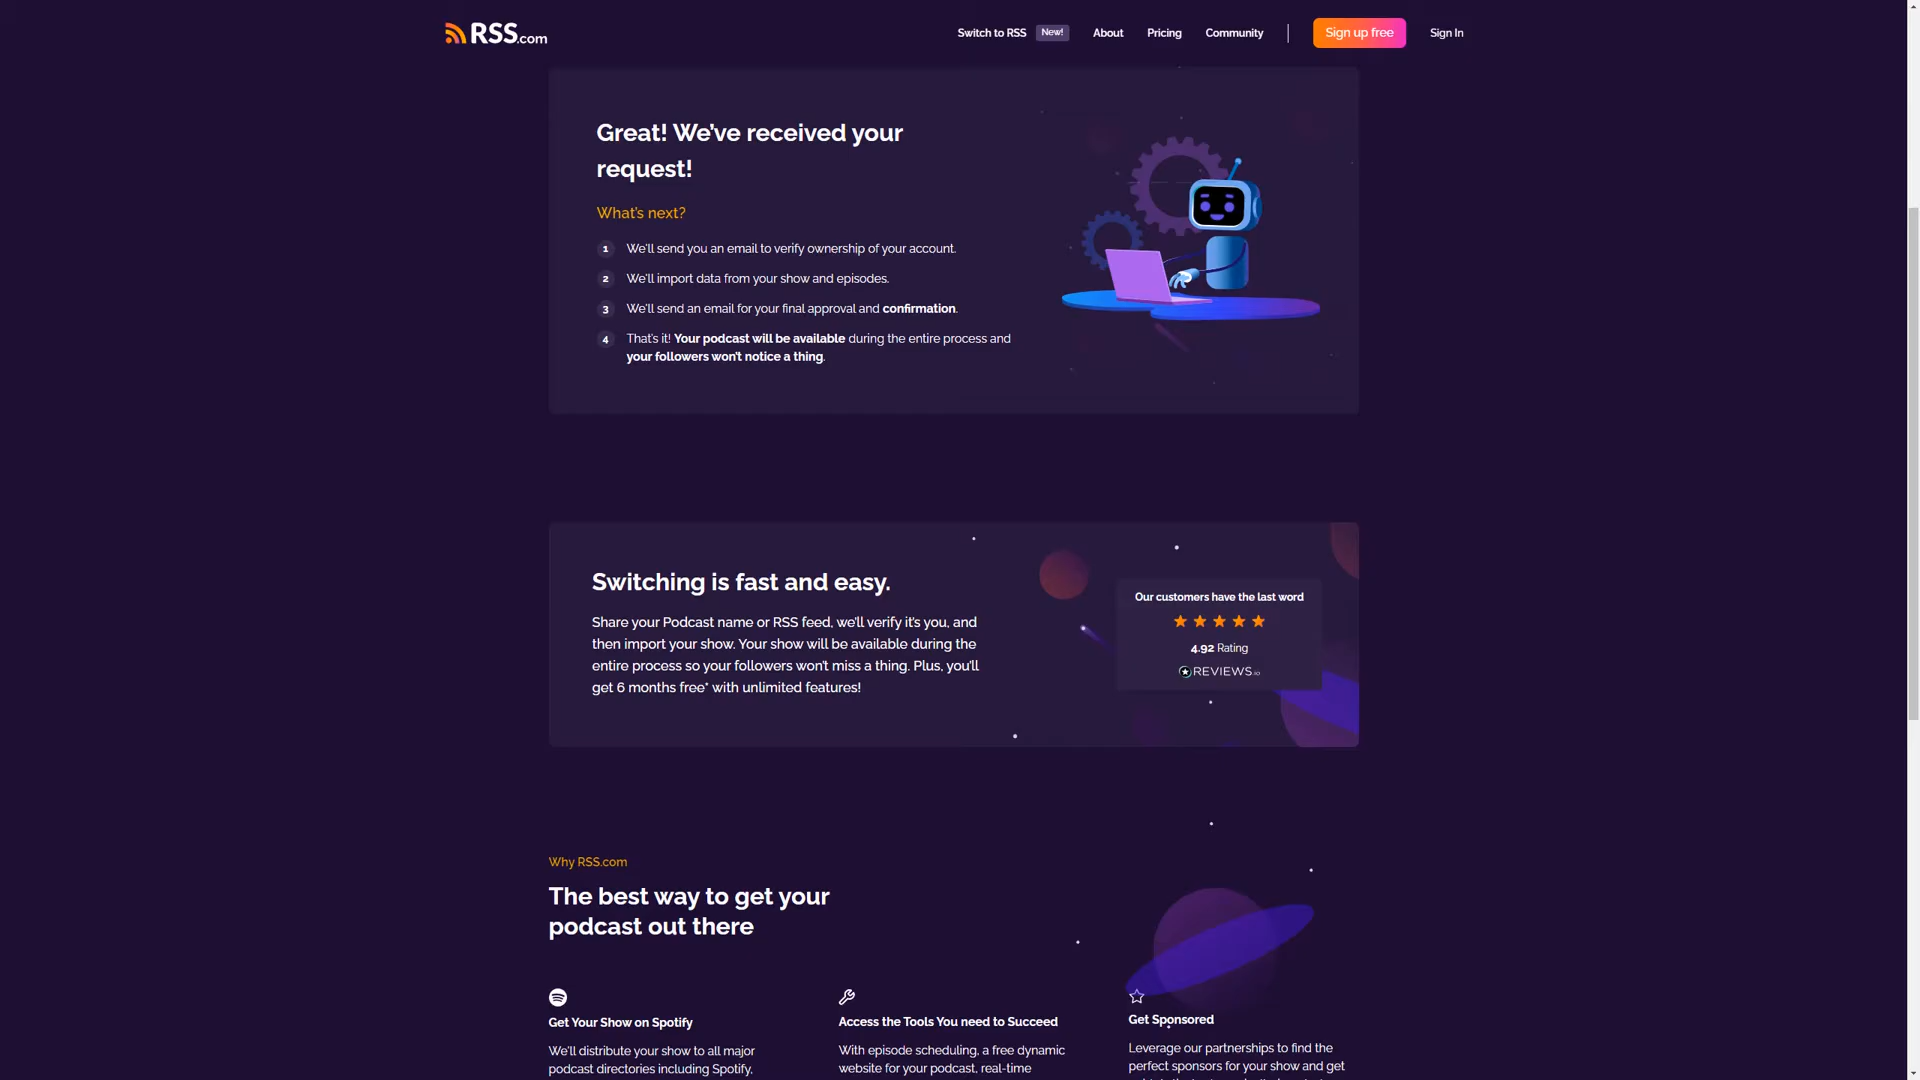 RSS.com
Switch to RSS New! About Pricing Community Sign up free Sign In
Great! We've received your
request!
What's next?
1 We'll send you an email to verify ownership of your account.
2 We'll import data from your show and episodes.
3 We'll send an email for your final approval and confirmation.
4 That's it! Your podcast will be available during the entire process and
your followers won't notice a thing.
Switching is fast and easy.
Share your Podcast name or RSS feed, we'll verify it's you, and
then import your show. Your show will be available during the
entire process so your followers won't miss a thing. Plus, you'll
get 6 months free* with unlimited features!
Our customers have the last word
4.92 Rating
REVIEWS.io
Why RSS.com
The best way to get your
podcast out there
Get Your Show on Spotify
We'll distribute your show to all major
podcast directories including Spotify,
Access the Tools You need to Succeed
With episode scheduling, a free dynamic
website for your podcast, real-time
Get Sponsored
Leverage our partnerships to find the
perfect sponsors for your show and get